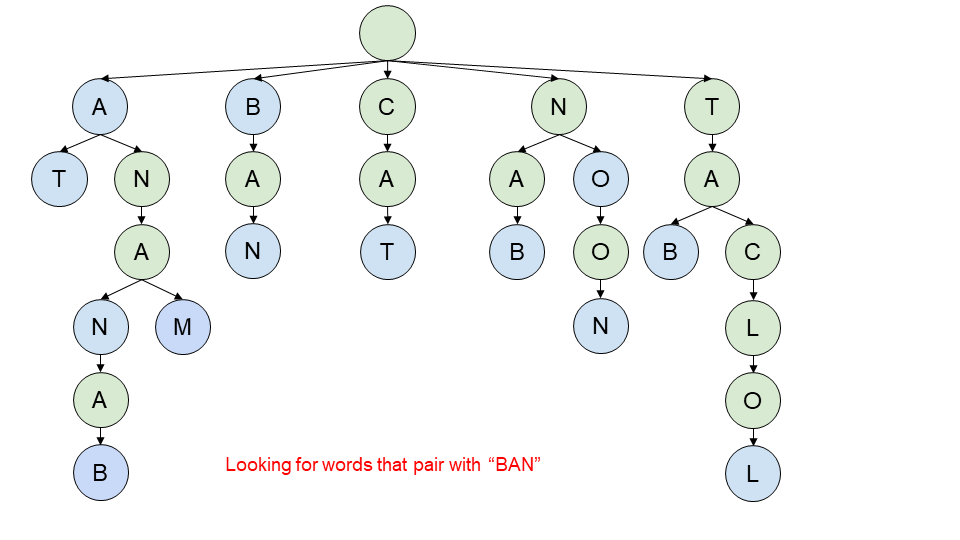 A B C N T
T N A A A O A
A N T B O B C
N M N L
A O
B L
Looking for words that pair with “BAN”